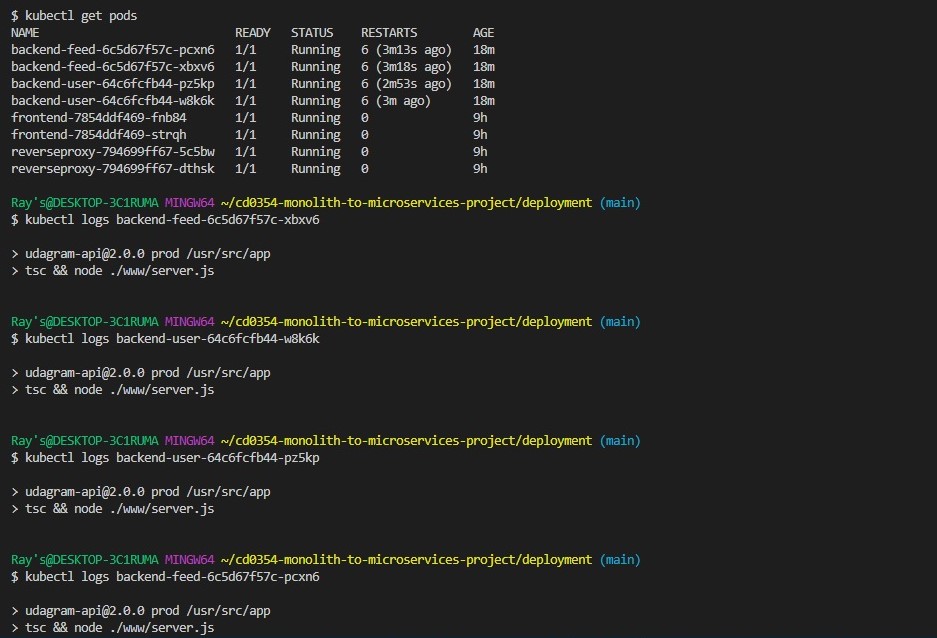 $ kubectl get pods
NAME READY STATUS RESTARTS AGE
backend-feed-6c5d67f57c-pcxn6 1/1 Running 6 (3m13s ago) 18m
backend-feed-6c5d67f57c-xbxv6 1/1 Running 6 (3m18s ago) 18m
backend-user-64c6fcfb44-pz5kp 1/1 Running 6 (2m53s ago) 18m
backend-user-64c6fcfb44-w8k6k 1/1 Running 6 (3m ago) 18m
frontend-7854ddf469-fnb84 1/1 Running 0 9h
frontend-7854ddf469-strqh 1/1 Running 0 9h
reverseproxy-794699ff67-5c5bw 1/1 Running 0 9h
reverseproxy-794699ff67-dthsk 1/1 Running 0 9h
Ray's@DESKTOP-3C1RUMA MINGW64 ~/cd0354-monolith-to-microservices-project/deployment (main)
$ kubectl logs backend-feed-6c5d67f57c-xbxv6
> udagram-api@2.0.0 prod /usr/src/app
> tsc && node ./www/server.js
Ray's@DESKTOP-3C1RUMA MINGW64 ~/cd0354-monolith-to-microservices-project/deployment (main)
$ kubectl logs backend-user-64c6fcfb44-w8k6k
> udagram-api@2.0.0 prod /usr/src/app
> tsc && node ./www/server.js
Ray's@DESKTOP-3C1RUMA MINGW64 ~/cd0354-monolith-to-microservices-project/deployment (main)
$ kubectl logs backend-user-64c6fcfb44-pz5kp
> udagram-api@2.0.0 prod /usr/src/app
> tsc && node ./www/server.js
Ray's@DESKTOP-3C1RUMA MINGW64 ~/cd0354-monolith-to-microservices-project/deployment (main)
$ kubectl logs backend-feed-6c5d67f57c-pcxn6
> udagram-api@2.0.0 prod /usr/src/app
> tsc && node ./www/server.js